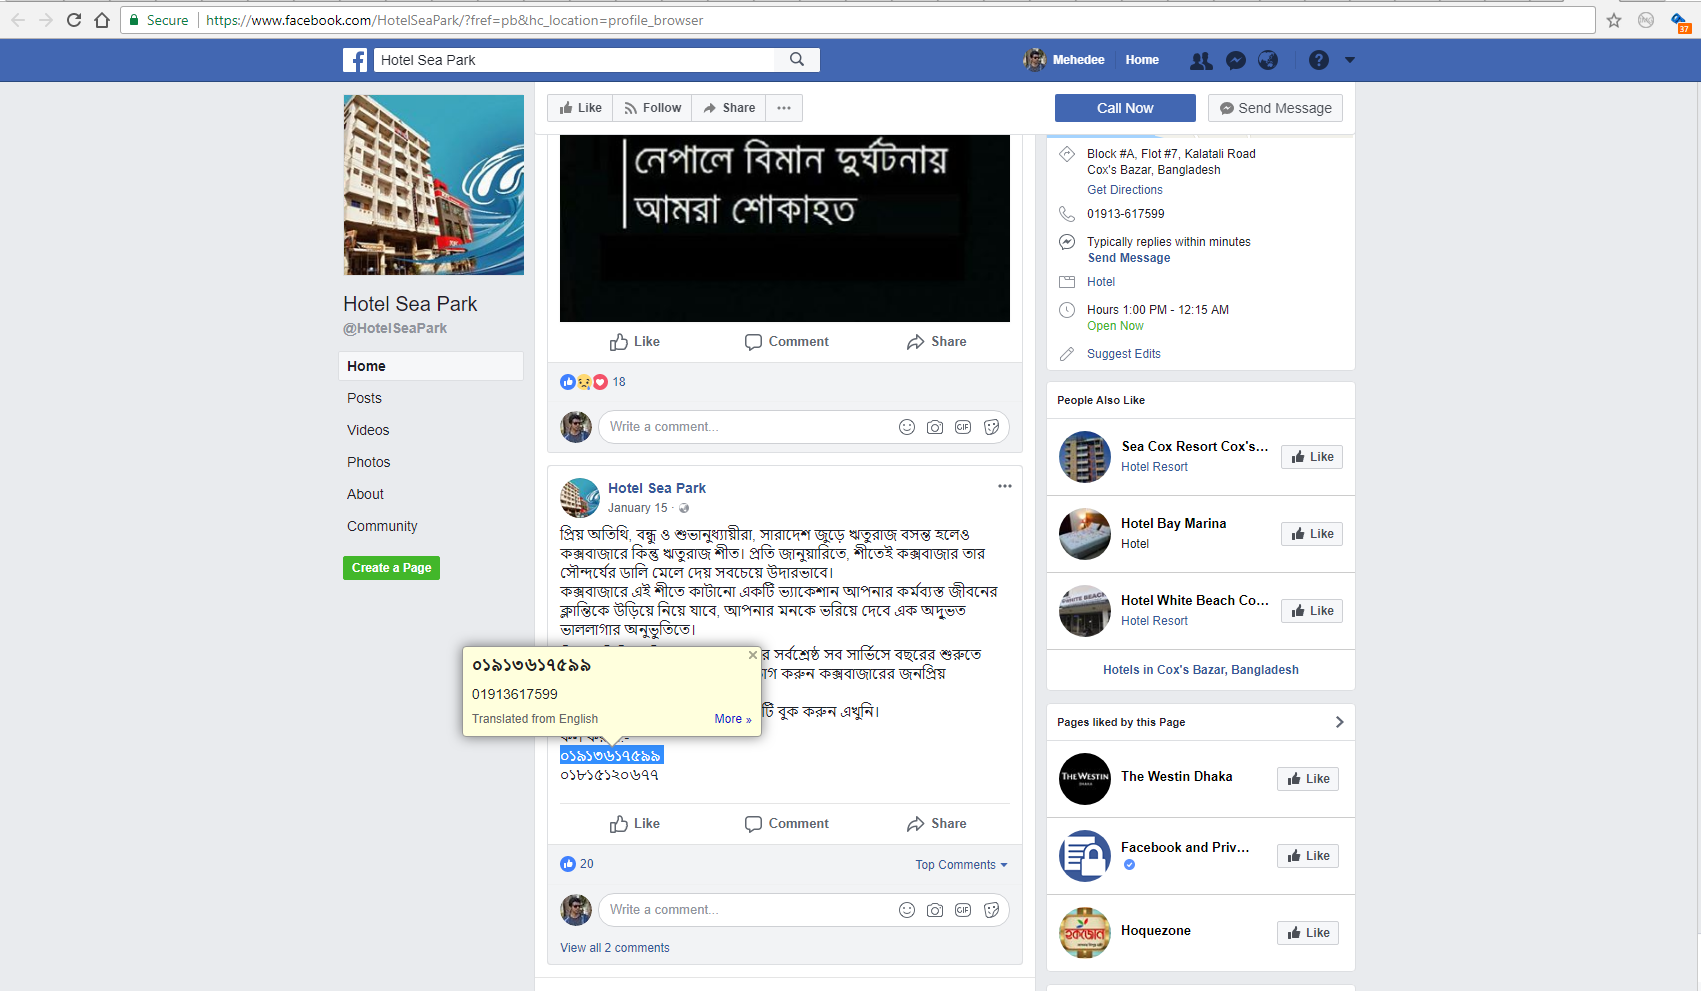 Secure
https://www.facebook.com/HotelSeaPark/?fref=pb&hc_location=profile_browser
37
Hotel Sea Park
Mehedee
Home
Hotel Sea Park
@HotelSeaPark
Home
Posts
Videos
Photos
About
Community
Create a Page
Like
Follow
Share
Call Now
Send Message
নেপালে বিমান দুর্ঘটনায়
আমরা শোকাহত
Like
Comment
Share
18
Write a comment...
GIF
Hotel Sea Park
January 15 ·
প্রিয় অতিথি, বন্ধু ও শুভানুধ্যায়ীরা, সারাদেশ জুড়ে ঋতুরাজ বসন্ত হলেও
কক্সবাজারে কিন্তু ঋতুরাজ শীত। প্রতি জানুয়ারিতে, শীতেই কক্সবাজার তার
সৌন্দর্যের ডালি মেলে দেয় সবচেয়ে উদারভাবে।
কক্সবাজারে এই শীতে কাটানো একটি ভ্যাকেশান আপনার কর্মব্যস্ত জীবনের
ক্লান্তিকে উড়িয়ে নিয়ে যাবে, আপনার মনকে ভরিয়ে দেবে এক অদ্ভুত
ভাললাগার অনুভুতিতে।
র সর্বশ্রেষ্ঠ সব সার্ভিসে বছরের শুরুতে
করুন কক্সবাজারের জনপ্রিয়
টি বুক করুন এখুনি।
০১৯১৩৬১৭৫৯৯
01913617599
Translated from English
More »
০১৯১৩৬১৭৫৯৯
০১৮১৫১২০৬৭৭
Like
Comment
Share
20
Top Comments
Write a comment...
GIF
View all 2 comments
Block #A, Flot #7, Kalatali Road
Cox's Bazar, Bangladesh
Get Directions
01913-617599
Typically replies within minutes
Send Message
Hotel
Hours 1:00 PM - 12:15 AM
Open Now
Suggest Edits
People Also Like
Sea Cox Resort Cox's...
Hotel Resort
Like
Hotel Bay Marina
Hotel
Like
Hotel White Beach Co...
Hotel Resort
Like
Hotels in Cox's Bazar, Bangladesh
Pages liked by this Page
THE WESTIN
The Westin Dhaka
Like
Facebook and Priv...
Like
Hoquezone
Like